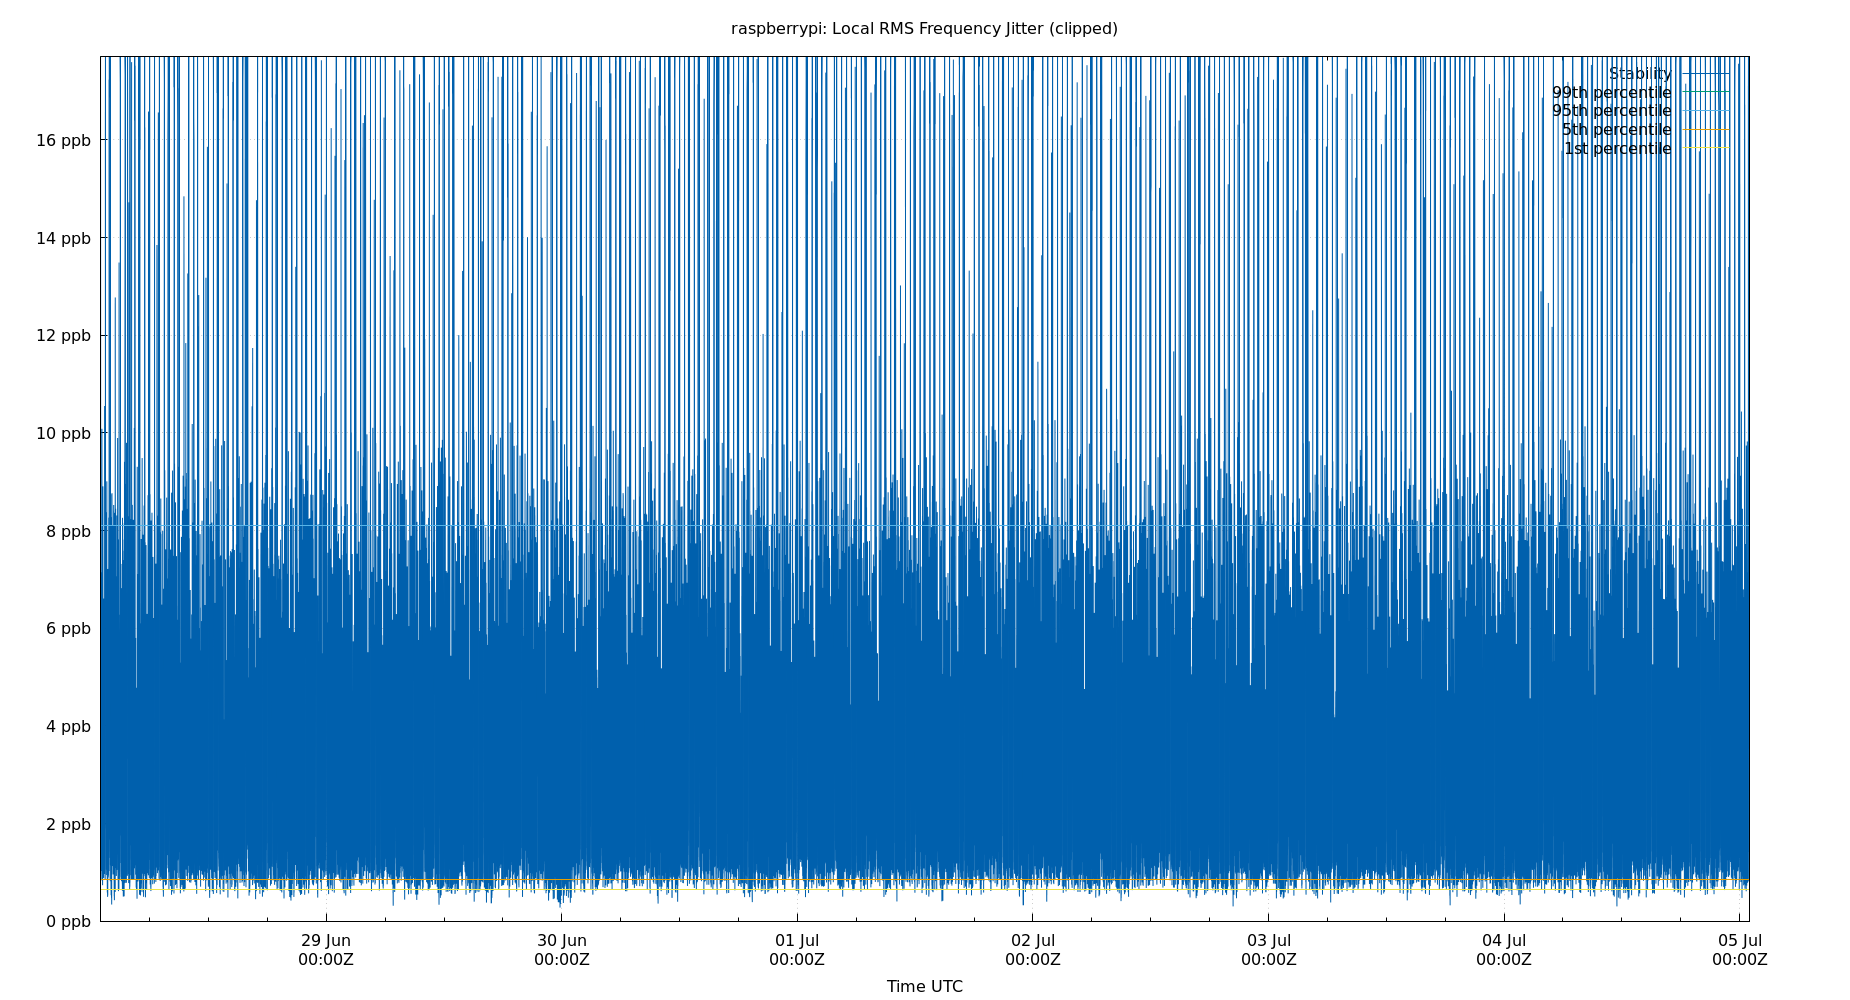 raspberrypi: Local RMS Frequency Jitter (clipped)
Stability
99th percentile
95th percentile
5th percentile
1st percentile
16 ppb
14 ppb
12 ppb
10 ppb
8 ppb
6 ppb
4 ppb
2 ppb
0 ppb
29 Jun 30 Jun 01 Jul 02 Jul 03 Jul 04 Jul 05 Jul
00:00Z 00:00Z 00:00Z 00:00Z 00:00Z 00:00Z 00:00Z
Time UTC